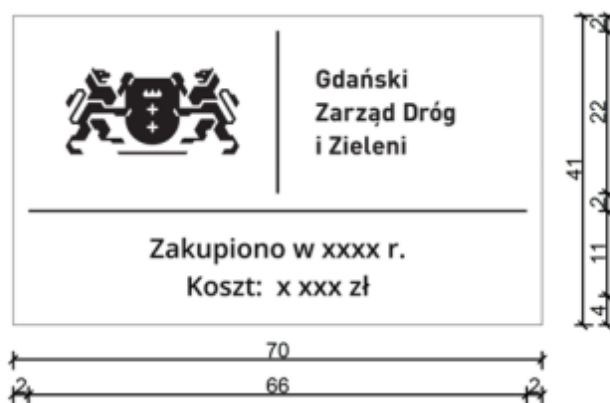 Gdański
Zarząd Dróg
i Zieleni
Zakupiono w xxxx r.
Koszt: x xxx zł
2
22
41
2
11
4
70
2
66
2